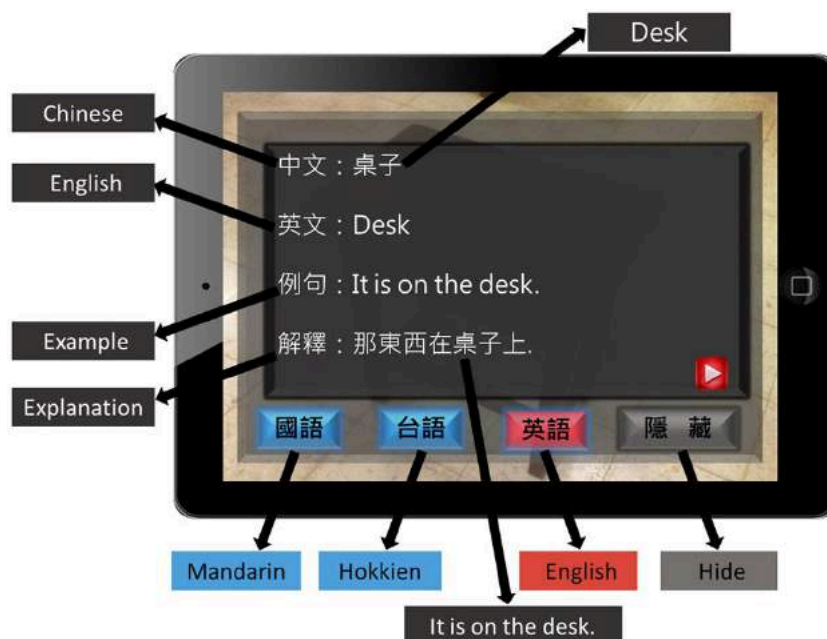 Desk
Chinese
中文：桌子
English
英文：Desk
例句：It is on the desk.
Example
解釋：那東西在桌子上.
Explanation
國語 台語 英語 隱藏
Mandarin Hokkien English Hide
It is on the desk.